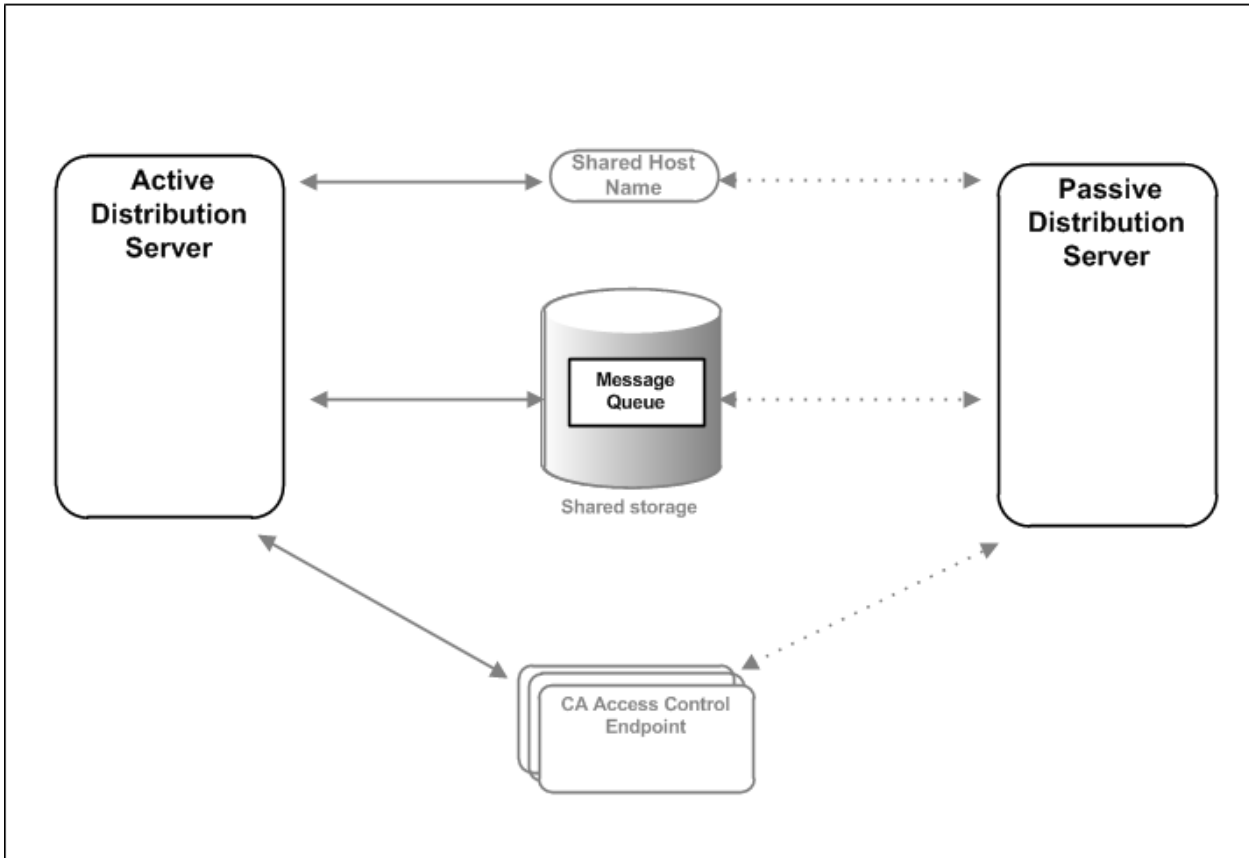 Active
Distribution
Server
Shared Host
Name
Passive
Distribution
Server
Message
Queue
Shared storage
CA Access Control
Endpoint